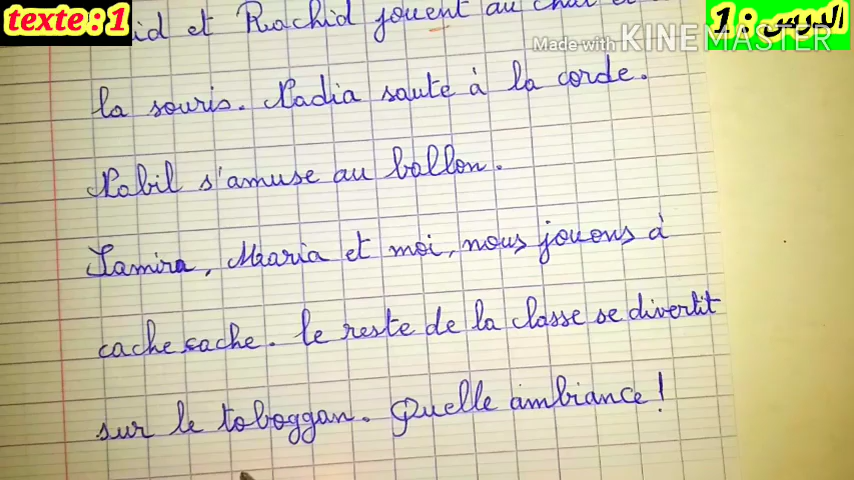 texte : 1
الدرس : 1
Made with KINEMASTER
et Rachid jouent au chat et
la souris. Nadia saute à la corde.
Nabil s'amuse au ballon.
Samira, Maria et moi, nous jouons à
cache cache. le reste de la classe se divertit
sur le toboggan. Quelle ambiance !